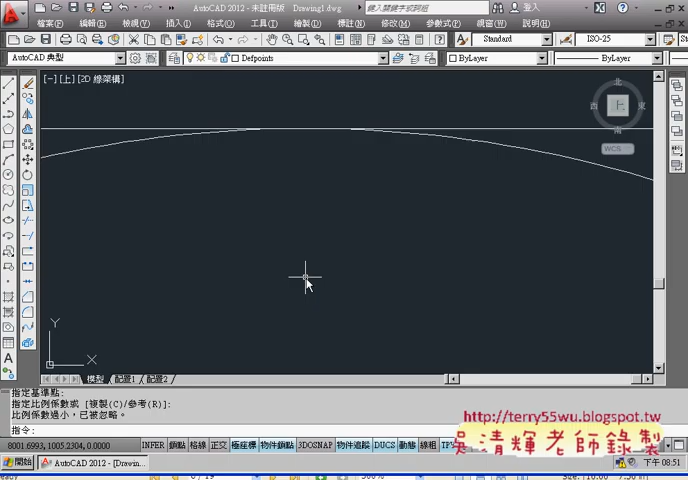 AutoCAD 2012 - 未註冊版 Drawing1.dwg
鍵入關鍵字或片語
登入
檔案(F) 編輯(E) 檢視(V) 插入(I) 格式(O) 工具(T) 繪製(D) 標註(N) 修改(M) 參數式(P) 視窗(W) 說明(H)
Standard ISO-25
AutoCAD 典型 Defpoints ByLayer ByLayer
[-][上][2D 線架構]
北
西 上 東
南
WCS
Y
X
模型 配置1 配置2
指定基準點:
指定比例係數或 [複製(C)/參考(R)]:
比例係數過小，已被忽略。
指令:
http://terry55wu.blogspot.tw
吳清輝老師錄製
8001.6993, 1005.2304, 0.0000 INFER 鎖點 格線 正交 極座標 物件鎖點 3DOSNAP 物件追蹤 DUCS 動態 線粗
開始 AutoCAD 2012 - [Drawin... 下午 08:51